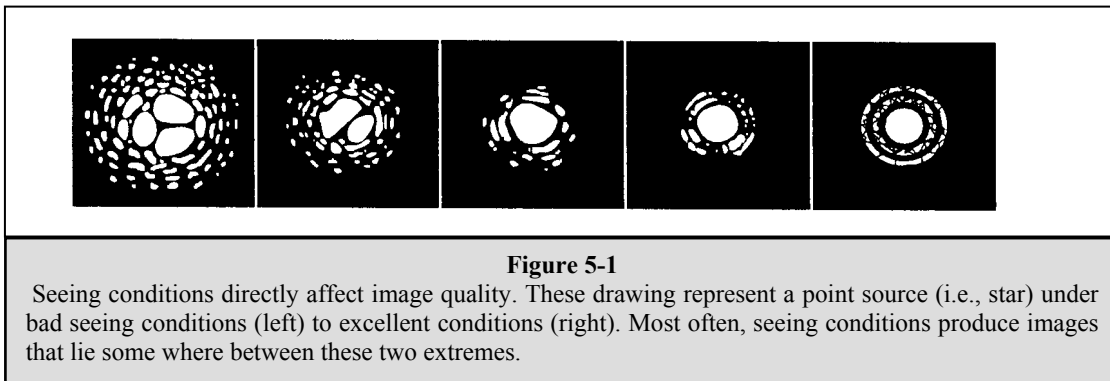 Figure 5-1
Seeing conditions directly affect image quality. These drawing represent a point source (i.e., star) under
bad seeing conditions (left) to excellent conditions (right). Most often, seeing conditions produce images
that lie some where between these two extremes.